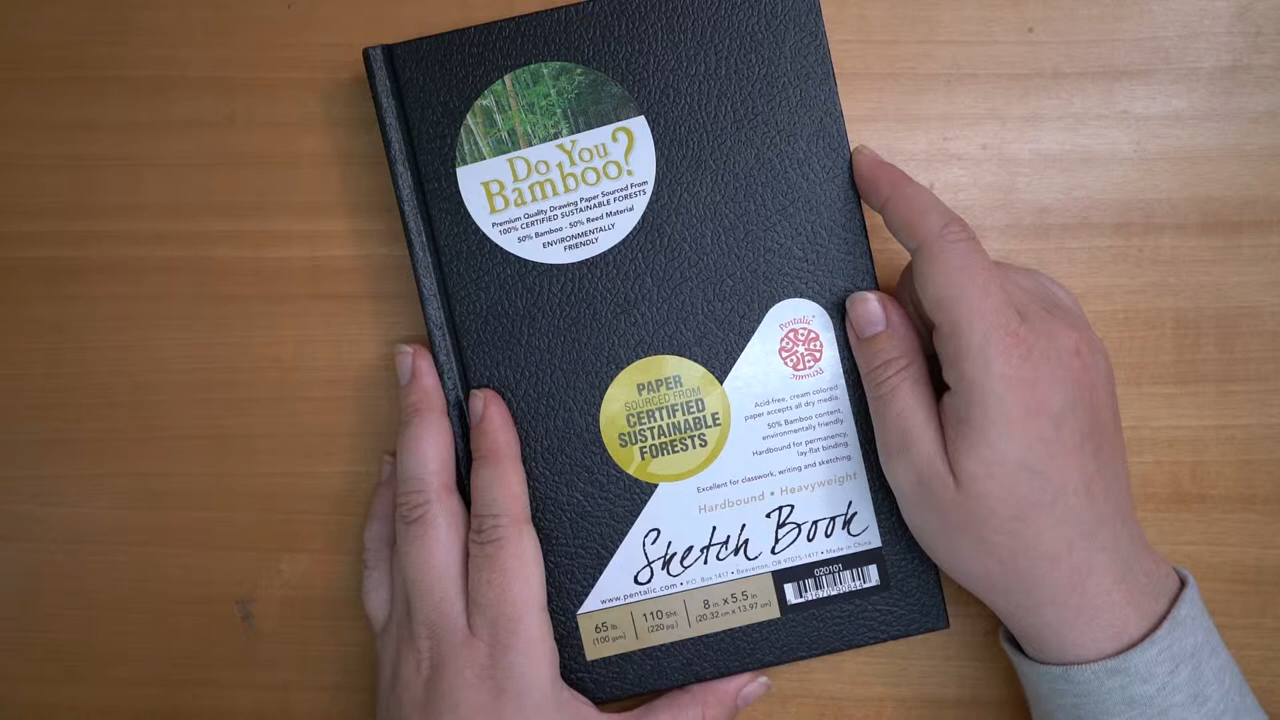 Do You
Bamboo?
Premium Quality Drawing Paper Sourced From
100% CERTIFIED SUSTAINABLE FORESTS
50% Bamboo - 50% Reed Material
ENVIRONMENTALLY
FRIENDLY
Pentalic®
Pentalic
PAPER
SOURCED FROM
CERTIFIED
SUSTAINABLE
FORESTS
Acid-free, cream colored
paper accepts all dry media.
50% Bamboo content,
environmentally friendly.
Hardbound for permanency,
lay-flat binding.
Excellent for classwork, writing and sketching.
Hardbound • Heavyweight
Sketch Book
www.pentalic.com • P.O. Box 1417 • Beaverton, OR 97075-1417 • Made in China
65 lb.
(100 gsm)
110 Sht.
(220 pg.)
8 in. x 5.5 in
(20.32 cm x 13.97 cm)
020101